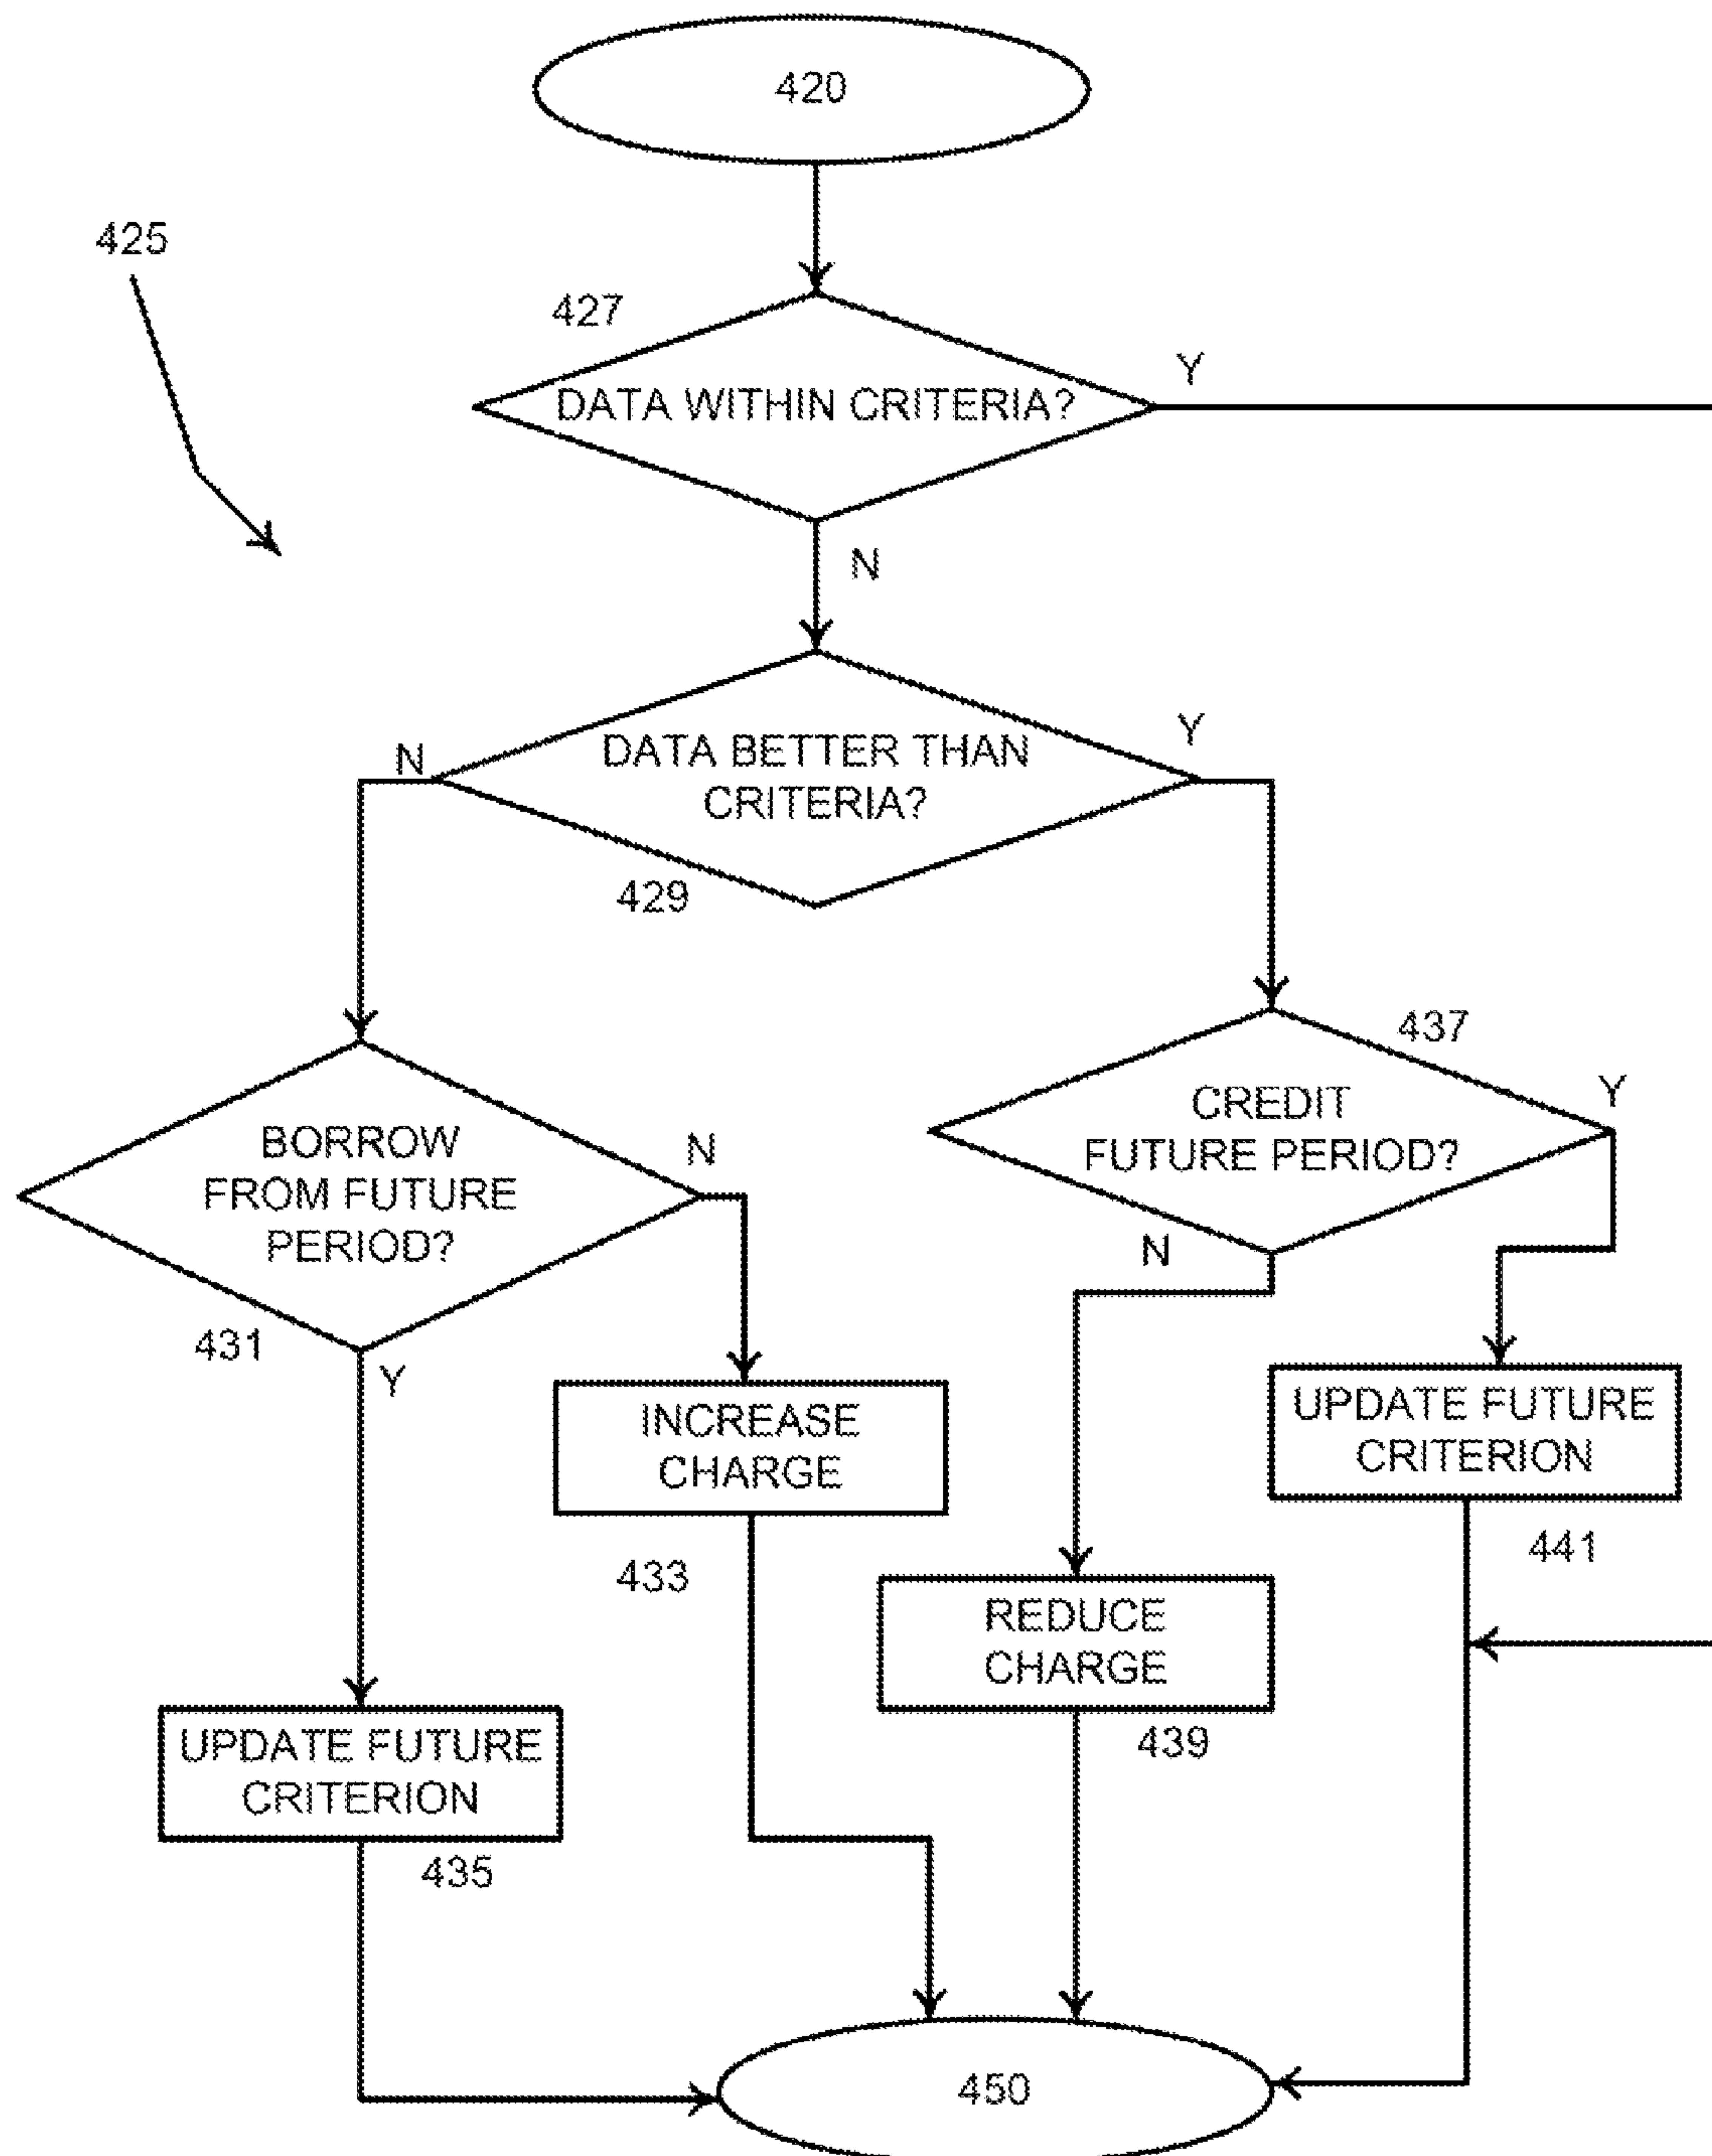 420
425
427
DATA WITHIN CRITERIA?
Y
N
DATA BETTER THAN
CRITERIA?
N
Y
429
437
BORROW
FROM FUTURE
PERIOD?
N
431
Y
CREDIT
FUTURE PERIOD?
Y
N
INCREASE
CHARGE
433
UPDATE FUTURE
CRITERION
441
REDUCE
CHARGE
439
UPDATE FUTURE
CRITERION
435
450